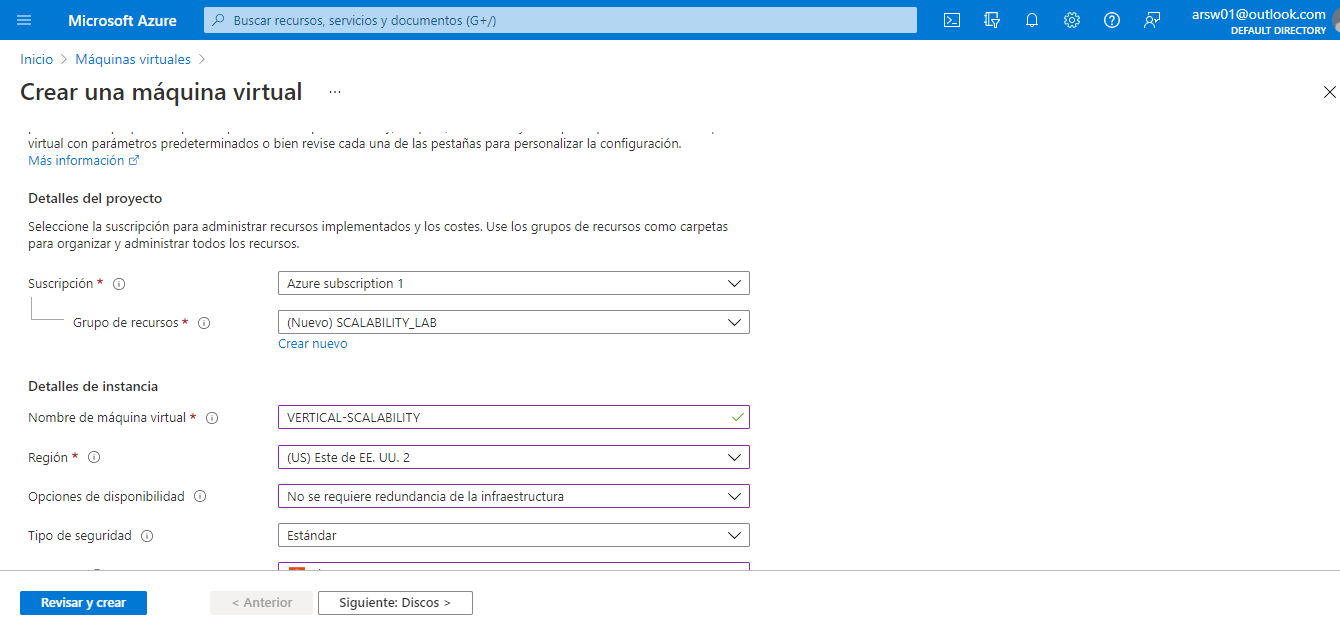 Microsoft Azure
Buscar recursos, servicios y documentos (G+/)
arsw01@outlook.com
DEFAULT DIRECTORY
Inicio > Máquinas virtuales >
Crear una máquina virtual ...
virtual con parámetros predeterminados o bien revise cada una de las pestañas para personalizar la configuración.
Más información
Detalles del proyecto
Seleccione la suscripción para administrar recursos implementados y los costes. Use los grupos de recursos como carpetas
para organizar y administrar todos los recursos.
Suscripción *
Azure subscription 1
Grupo de recursos *
(Nuevo) SCALABILITY_LAB
Crear nuevo
Detalles de instancia
Nombre de máquina virtual *
VERTICAL-SCALABILITY
Región *
(US) Este de EE. UU. 2
Opciones de disponibilidad
No se requiere redundancia de la infraestructura
Tipo de seguridad
Estándar
Revisar y crear
< Anterior
Siguiente: Discos >